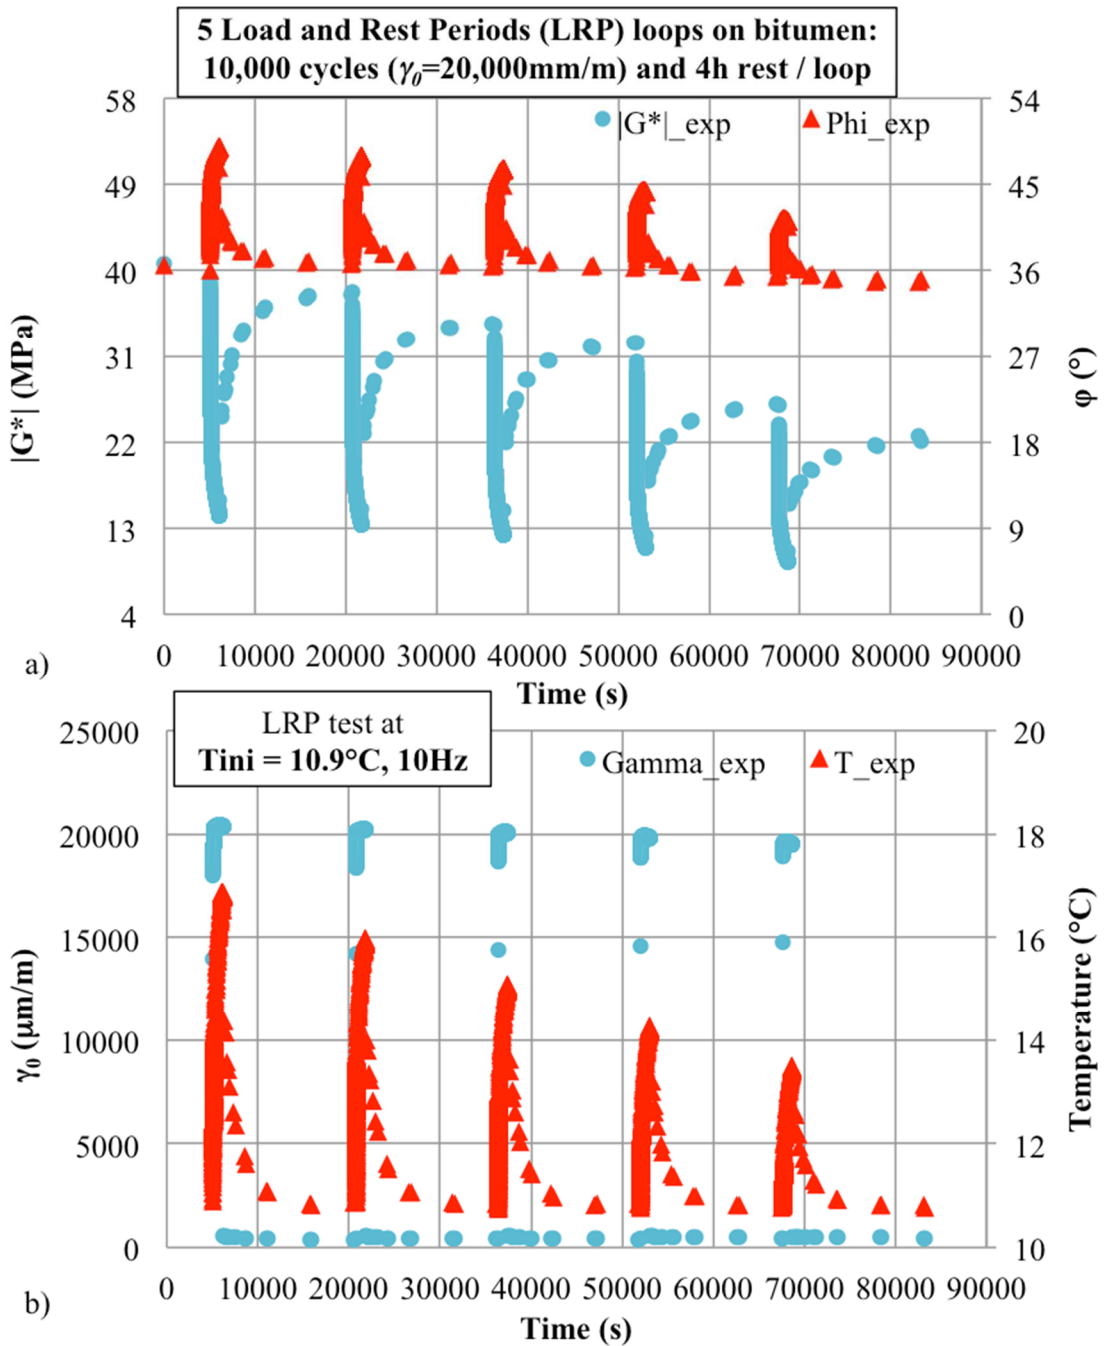 5 Load and Rest Periods (LRP) loops on bitumen:
10,000 cycles (γ0=20,000mm/m) and 4h rest / loop
58
49
40
31
22
13
4
|G*|_exp
Phi_exp
54
45
36
27
18
9
0
|G*| (MPa)
φ (°)
0 10000 20000 30000 40000 50000 60000 70000 80000 90000
a)
Time (s)
LRP test at
Tini = 10.9°C, 10Hz
25000
20000
15000
10000
5000
0
Gamma_exp
T_exp
20
18
16
14
12
10
γ0 (µm/m)
Temperature (°C)
0 10000 20000 30000 40000 50000 60000 70000 80000 90000
b)
Time (s)